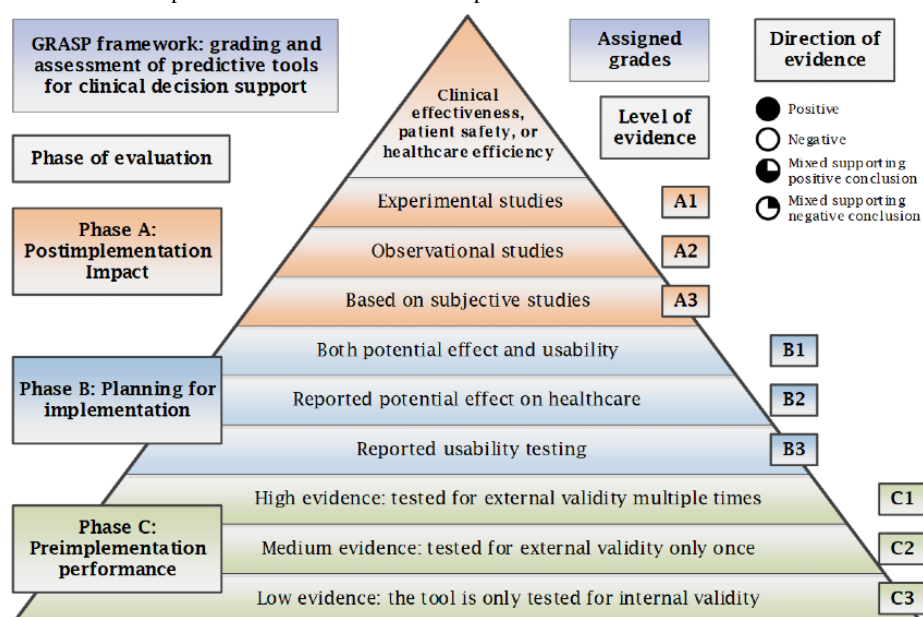 GRASP framework: grading and
assessment of predictive tools
for clinical decision support
Assigned
grades
Direction of
evidence
Clinical
effectiveness,
patient safety, or
healthcare efficiency
Level of
evidence
Positive
Negative
Mixed supporting
positive conclusion
Mixed supporting
negative conclusion
Phase of evaluation
Phase A:
Postimplementation
Impact
Experimental studies
A1
Observational studies
A2
Based on subjective studies
A3
Phase B: Planning for
implementation
Both potential effect and usability
B1
Reported potential effect on healthcare
B2
Reported usability testing
B3
Phase C:
Preimplementation
performance
High evidence: tested for external validity multiple times
C1
Medium evidence: tested for external validity only once
C2
Low evidence: the tool is only tested for internal validity
C3